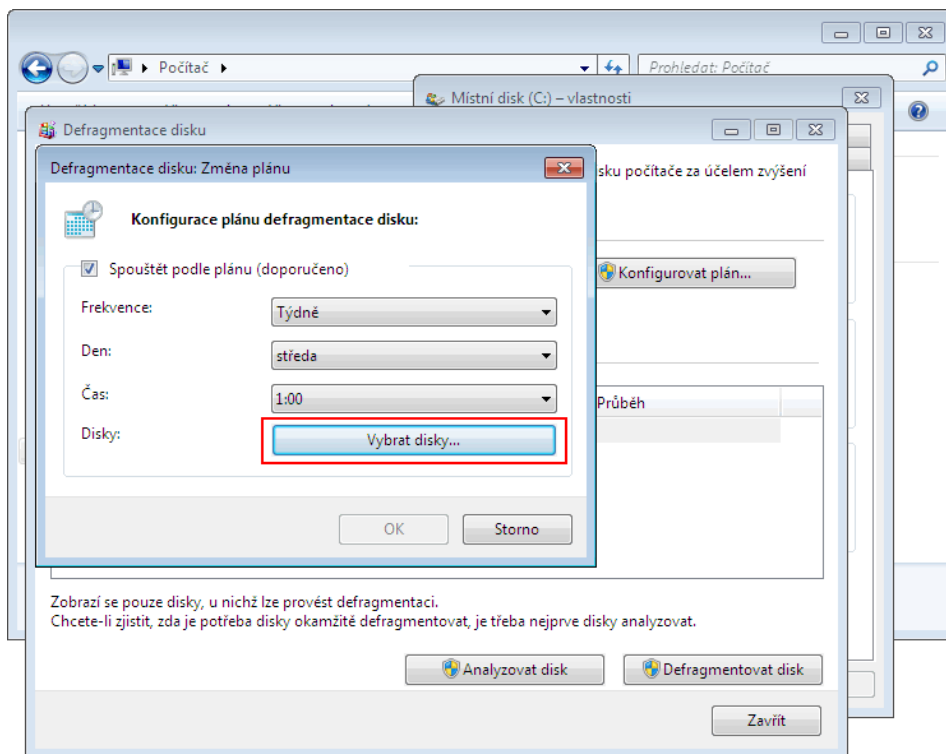 Počítač
Prohledat: Počítač
Místní disk (C:) – vlastnosti
Defragmentace disku
Defragmentace disku: Změna plánu
sku počítače za účelem zvýšení
Konfigurace plánu defragmentace disku:
Spouštět podle plánu (doporučeno)
Konfigurovat plán...
Frekvence:
Týdně
Den:
středa
Čas:
1:00
Průběh
Disky:
Vybrat disky...
OK
Storno
Zobrazí se pouze disky, u nichž lze provést defragmentaci.
Chcete-li zjistit, zda je potřeba disky okamžitě defragmentovat, je třeba nejprve disky analyzovat.
Analyzovat disk
Defragmentovat disk
Zavřít